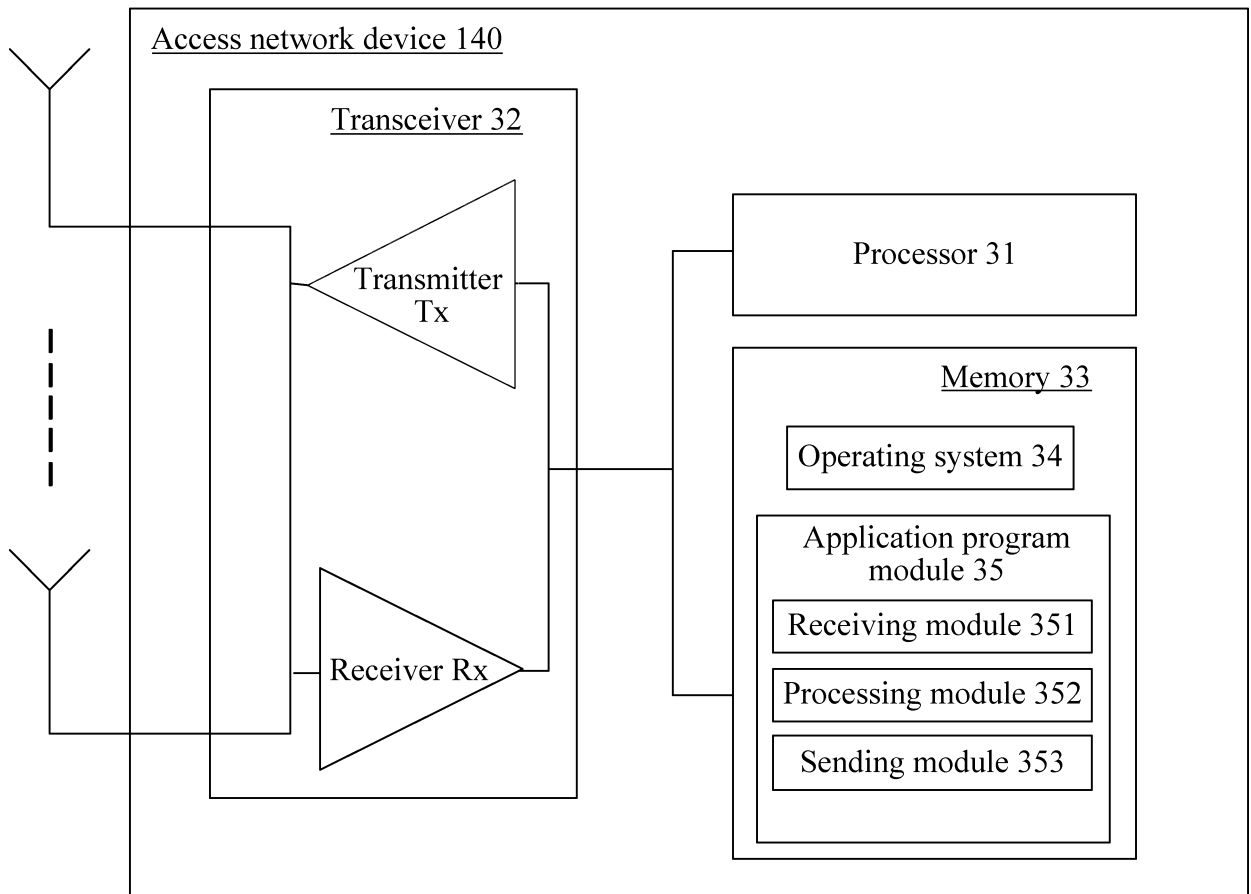 Access network device 140
Transceiver 32
Transmitter
Tx
Receiver Rx
Processor 31
Memory 33
Operating system 34
Application program
module 35
Receiving module 351
Processing module 352
Sending module 353